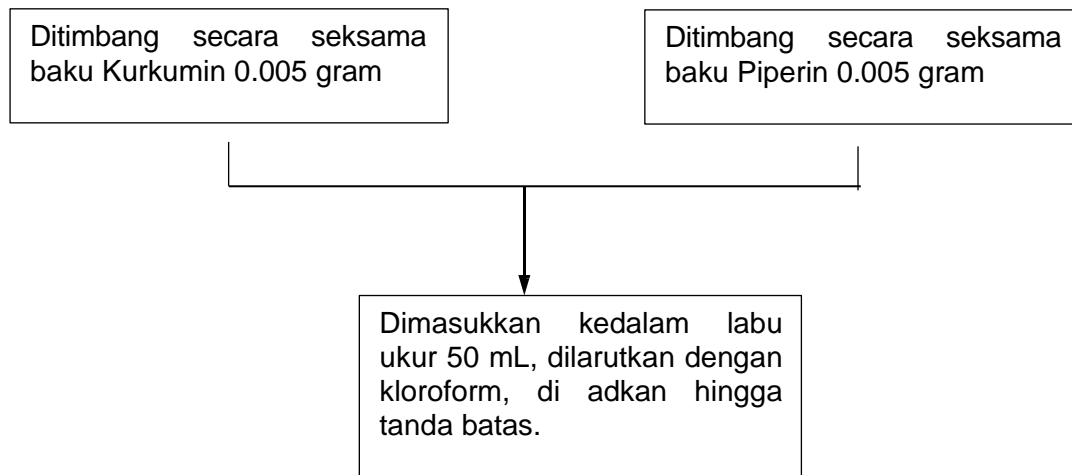 Ditimbang secara seksama
baku Kurkumin 0.005 gram
Ditimbang secara seksama
baku Piperin 0.005 gram
Dimasukkan kedalam labu
ukur 50 mL, dilarutkan dengan
kloroform, di adkan hingga
tanda batas.